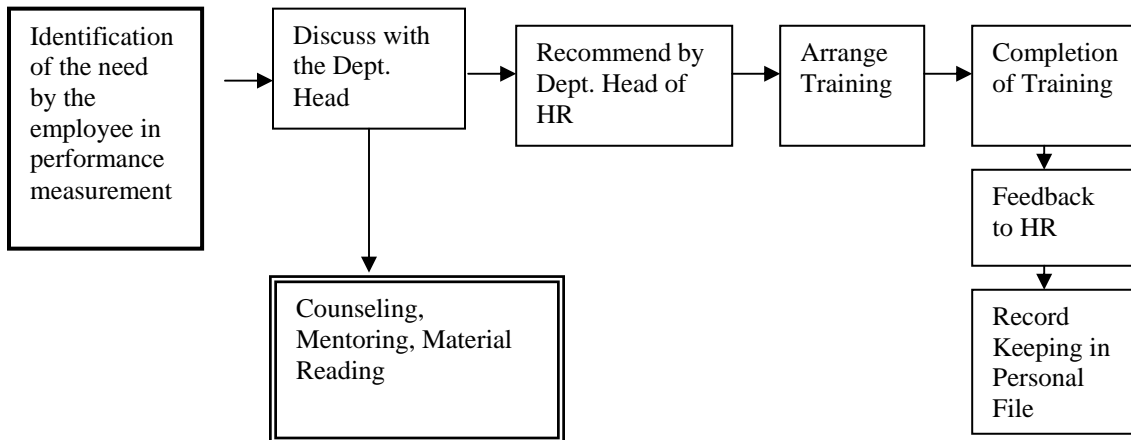 Identification
of the need
by the
employee in
performance
measurement
Discuss with
the Dept.
Head
Recommend by
Dept. Head of
HR
Arrange
Training
Completion
of Training
Feedback
to HR
Record
Keeping in
Personal
File
Counseling,
Mentoring, Material
Reading